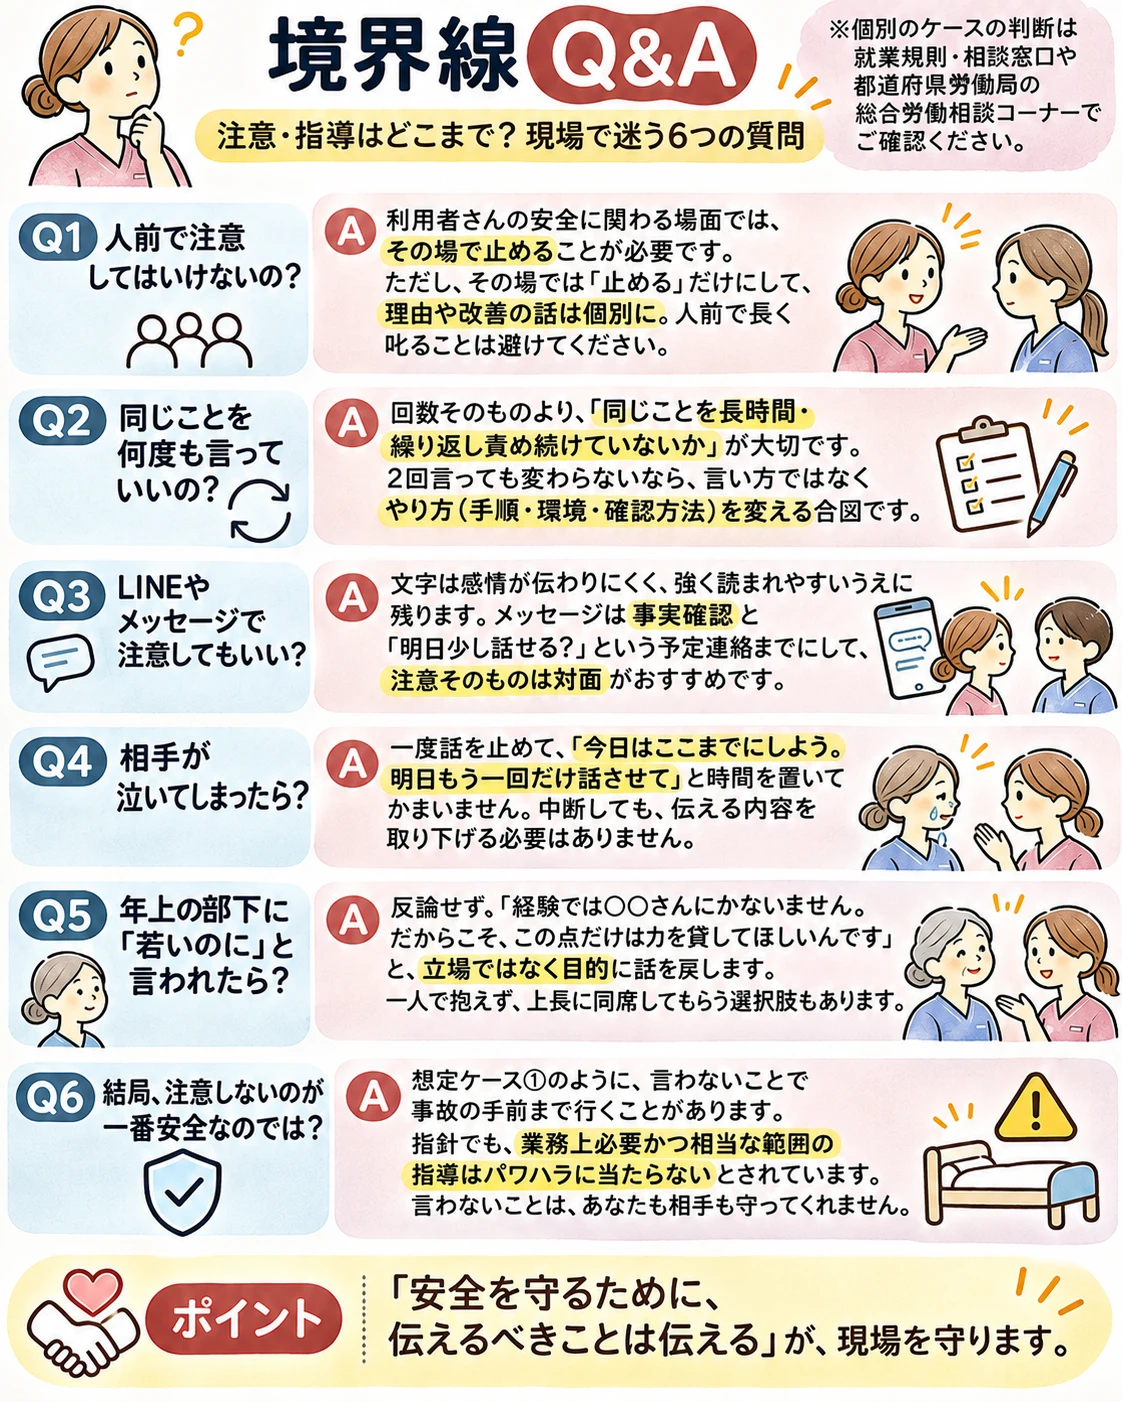 境界線 Q&A
注意・指導はどこまで？ 現場で迷う6つの質問
※個別のケースの判断は
就業規則・相談窓口や
都道府県労働局の
総合労働相談コーナーで
ご確認ください。
Q1 人前で注意
してはいけないの？
A 利用者さんの安全に関わる場面では、
その場で止めることが必要です。
ただし、その場では「止める」だけにして、
理由や改善の話は個別に。人前で長く
叱ることは避けてください。
Q2 同じことを
何度も言って
いいの？
A 回数そのものより、「同じことを長時間・
繰り返し責め続けていないか」が大切です。
2回言っても変わらないなら、言い方ではなく
やり方（手順・環境・確認方法）を変える合図です。
Q3 LINEや
メッセージで
注意してもいい？
A 文字は感情が伝わりにくく、強く読まれやすいうえに
残ります。メッセージは事実確認と
「明日少し話せる？」という予定連絡までにして、
注意そのものは対面がおすすめです。
Q4 相手が
泣いてしまったら？
A 一度話を止めて、「今日はここまでにしよう。
明日もう一回だけ話させて」と時間を置いて
かまいません。中断しても、伝える内容を
取り下げる必要はありません。
Q5 年上の部下に
「若いのに」と
言われたら？
A 反論せず。「経験では〇〇さんにかないません。
だからこそ、この点だけは力を貸してほしいんです」
と、立場ではなく目的に話を戻します。
一人で抱えず、上長に同席してもらう選択肢もあります。
Q6 結局、注意しないのが
一番安全なのでは？
A 想定ケース①のように、言わないことで
事故の手前まで行くことがあります。
指針でも、業務上必要かつ相当な範囲の
指導はパワハラに当たらないとされています。
言わないことは、あなたも相手も守ってくれません。
ポイント
「安全を守るために、
伝えるべきことは伝える」が、現場を守ります。